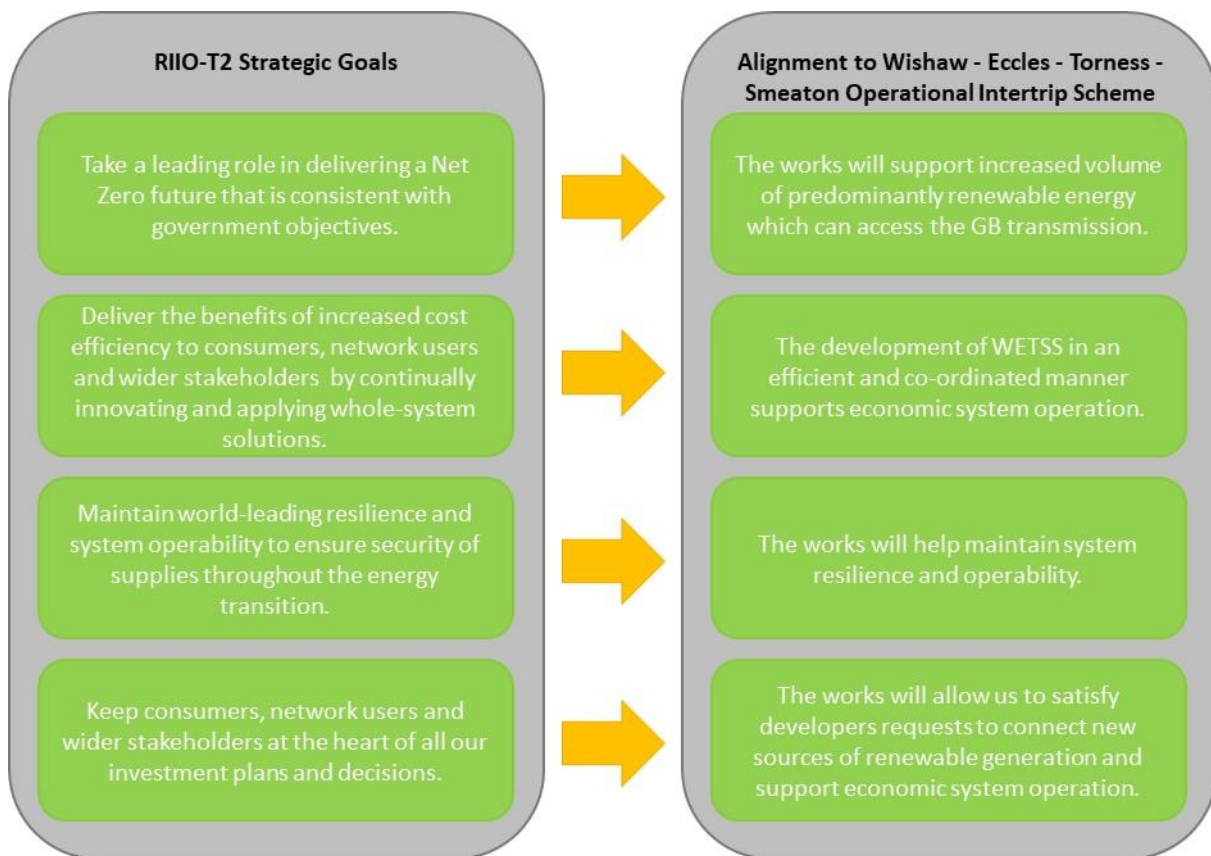 RIIO-T2 Strategic Goals
Take a leading role in delivering a Net
Zero future that is consistent with
government objectives.
Deliver the benefits of increased cost
efficiency to consumers, network users
and wider stakeholders by continually
innovating and applying whole-system
solutions.
Maintain world-leading resilience and
system operability to ensure security of
supplies throughout the energy
transition.
Keep consumers, network users and
wider stakeholders at the heart of all our
investment plans and decisions.
Alignment to Wishaw - Eccles - Torness -
Smeaton Operational Intertrip Scheme
The works will support increased volume
of predominantly renewable energy
which can access the GB transmission.
The development of WETSS in an
efficient and co-ordinated manner
supports economic system operation.
The works will help maintain system
resilience and operability.
The works will allow us to satisfy
developers requests to connect new
sources of renewable generation and
support economic system operation.